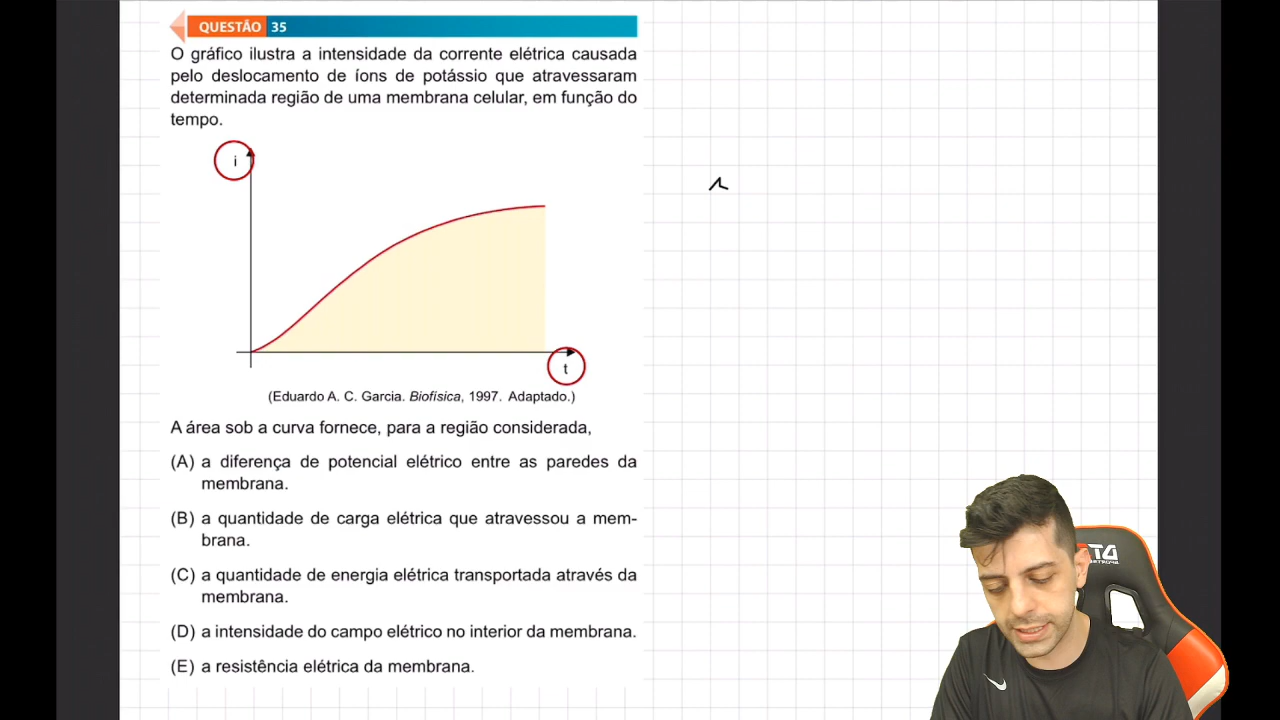 QUESTÃO 35
O gráfico ilustra a intensidade da corrente elétrica causada
pelo deslocamento de íons de potássio que atravessaram
determinada região de uma membrana celular, em função do
tempo.
i
t
(Eduardo A. C. Garcia. Biofísica, 1997. Adaptado.)
A área sob a curva fornece, para a região considerada,
(A) a diferença de potencial elétrico entre as paredes da
membrana.
(B) a quantidade de carga elétrica que atravessou a mem-
brana.
(C) a quantidade de energia elétrica transportada através da
membrana.
(D) a intensidade do campo elétrico no interior da membrana.
(E) a resistência elétrica da membrana.